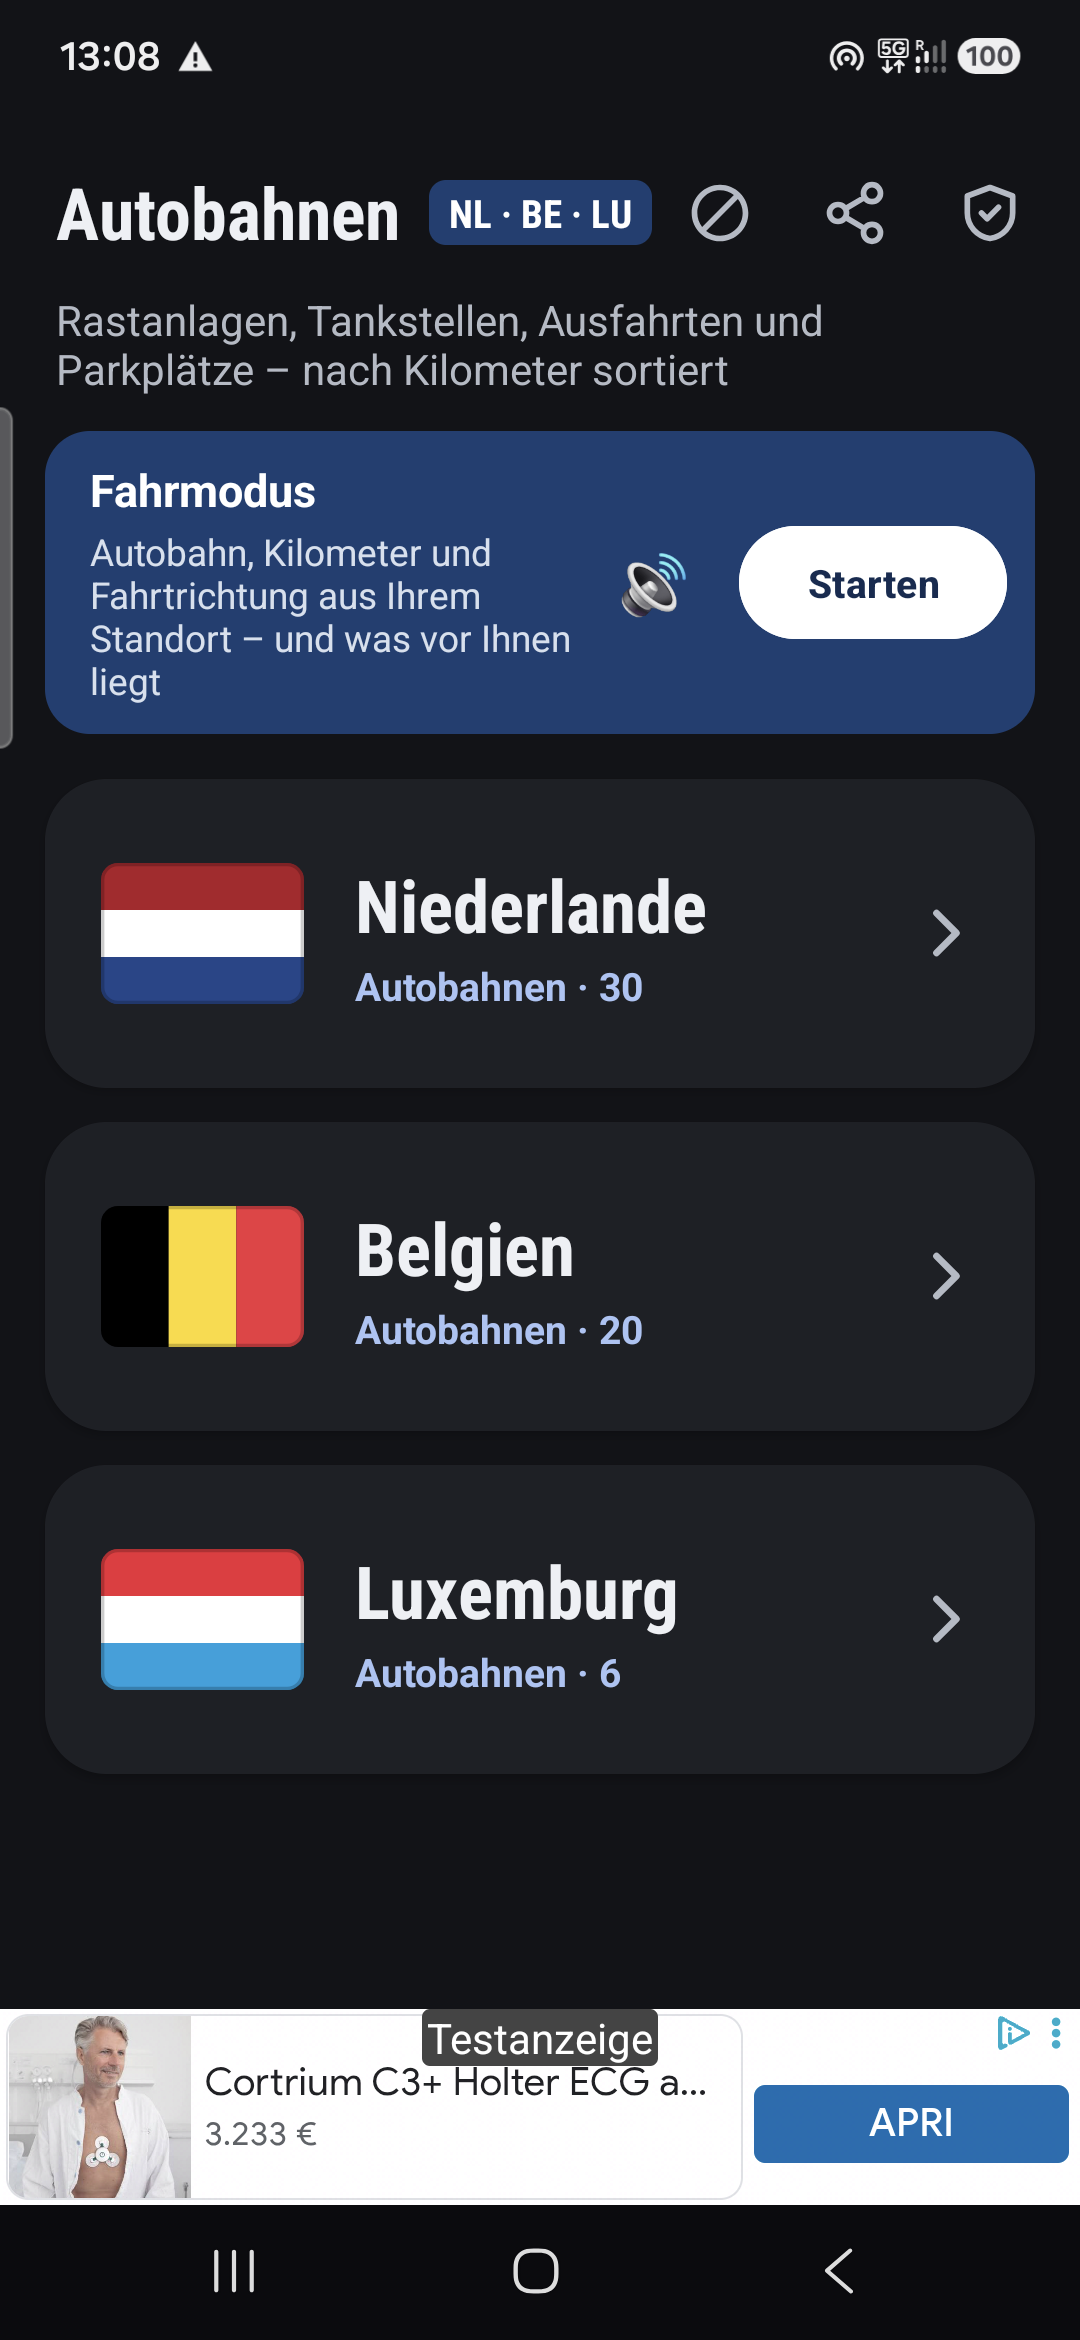 13:08
5G
R
100
Autobahnen
NL · BE · LU
Rastanlagen, Tankstellen, Ausfahrten und
Parkplätze – nach Kilometer sortiert
Fahrmodus
Autobahn, Kilometer und
Fahrtrichtung aus Ihrem
Standort – und was vor Ihnen
liegt
Starten
Niederlande
Autobahnen · 30
Belgien
Autobahnen · 20
Luxemburg
Autobahnen · 6
Testanzeige
Cortrium C3+ Holter ECG a...
3.233 €
APRI